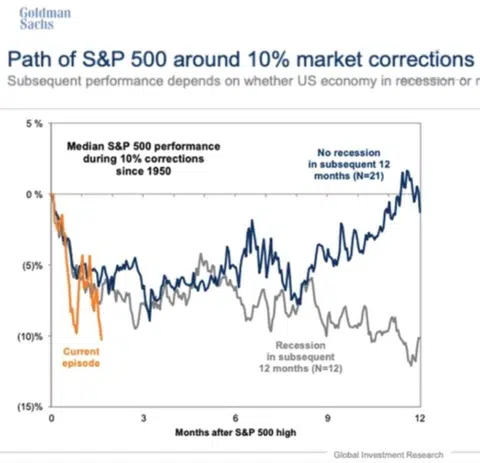 Goldman
Sachs
Path of S&P 500 around 10% market corrections
Subsequent performance depends on whether US economy in recession or
5 %
Median S&P 500 performance
during 10% corrections
since 1950
No recession
in subsequent 12
months (N=21)
0 %
(5)%
(10)%
Current
episode
Recession
in subsequent
12 months (N=12)
(15)%
0
3
6
9
12
Months after S&P 500 high
Global Investment Research